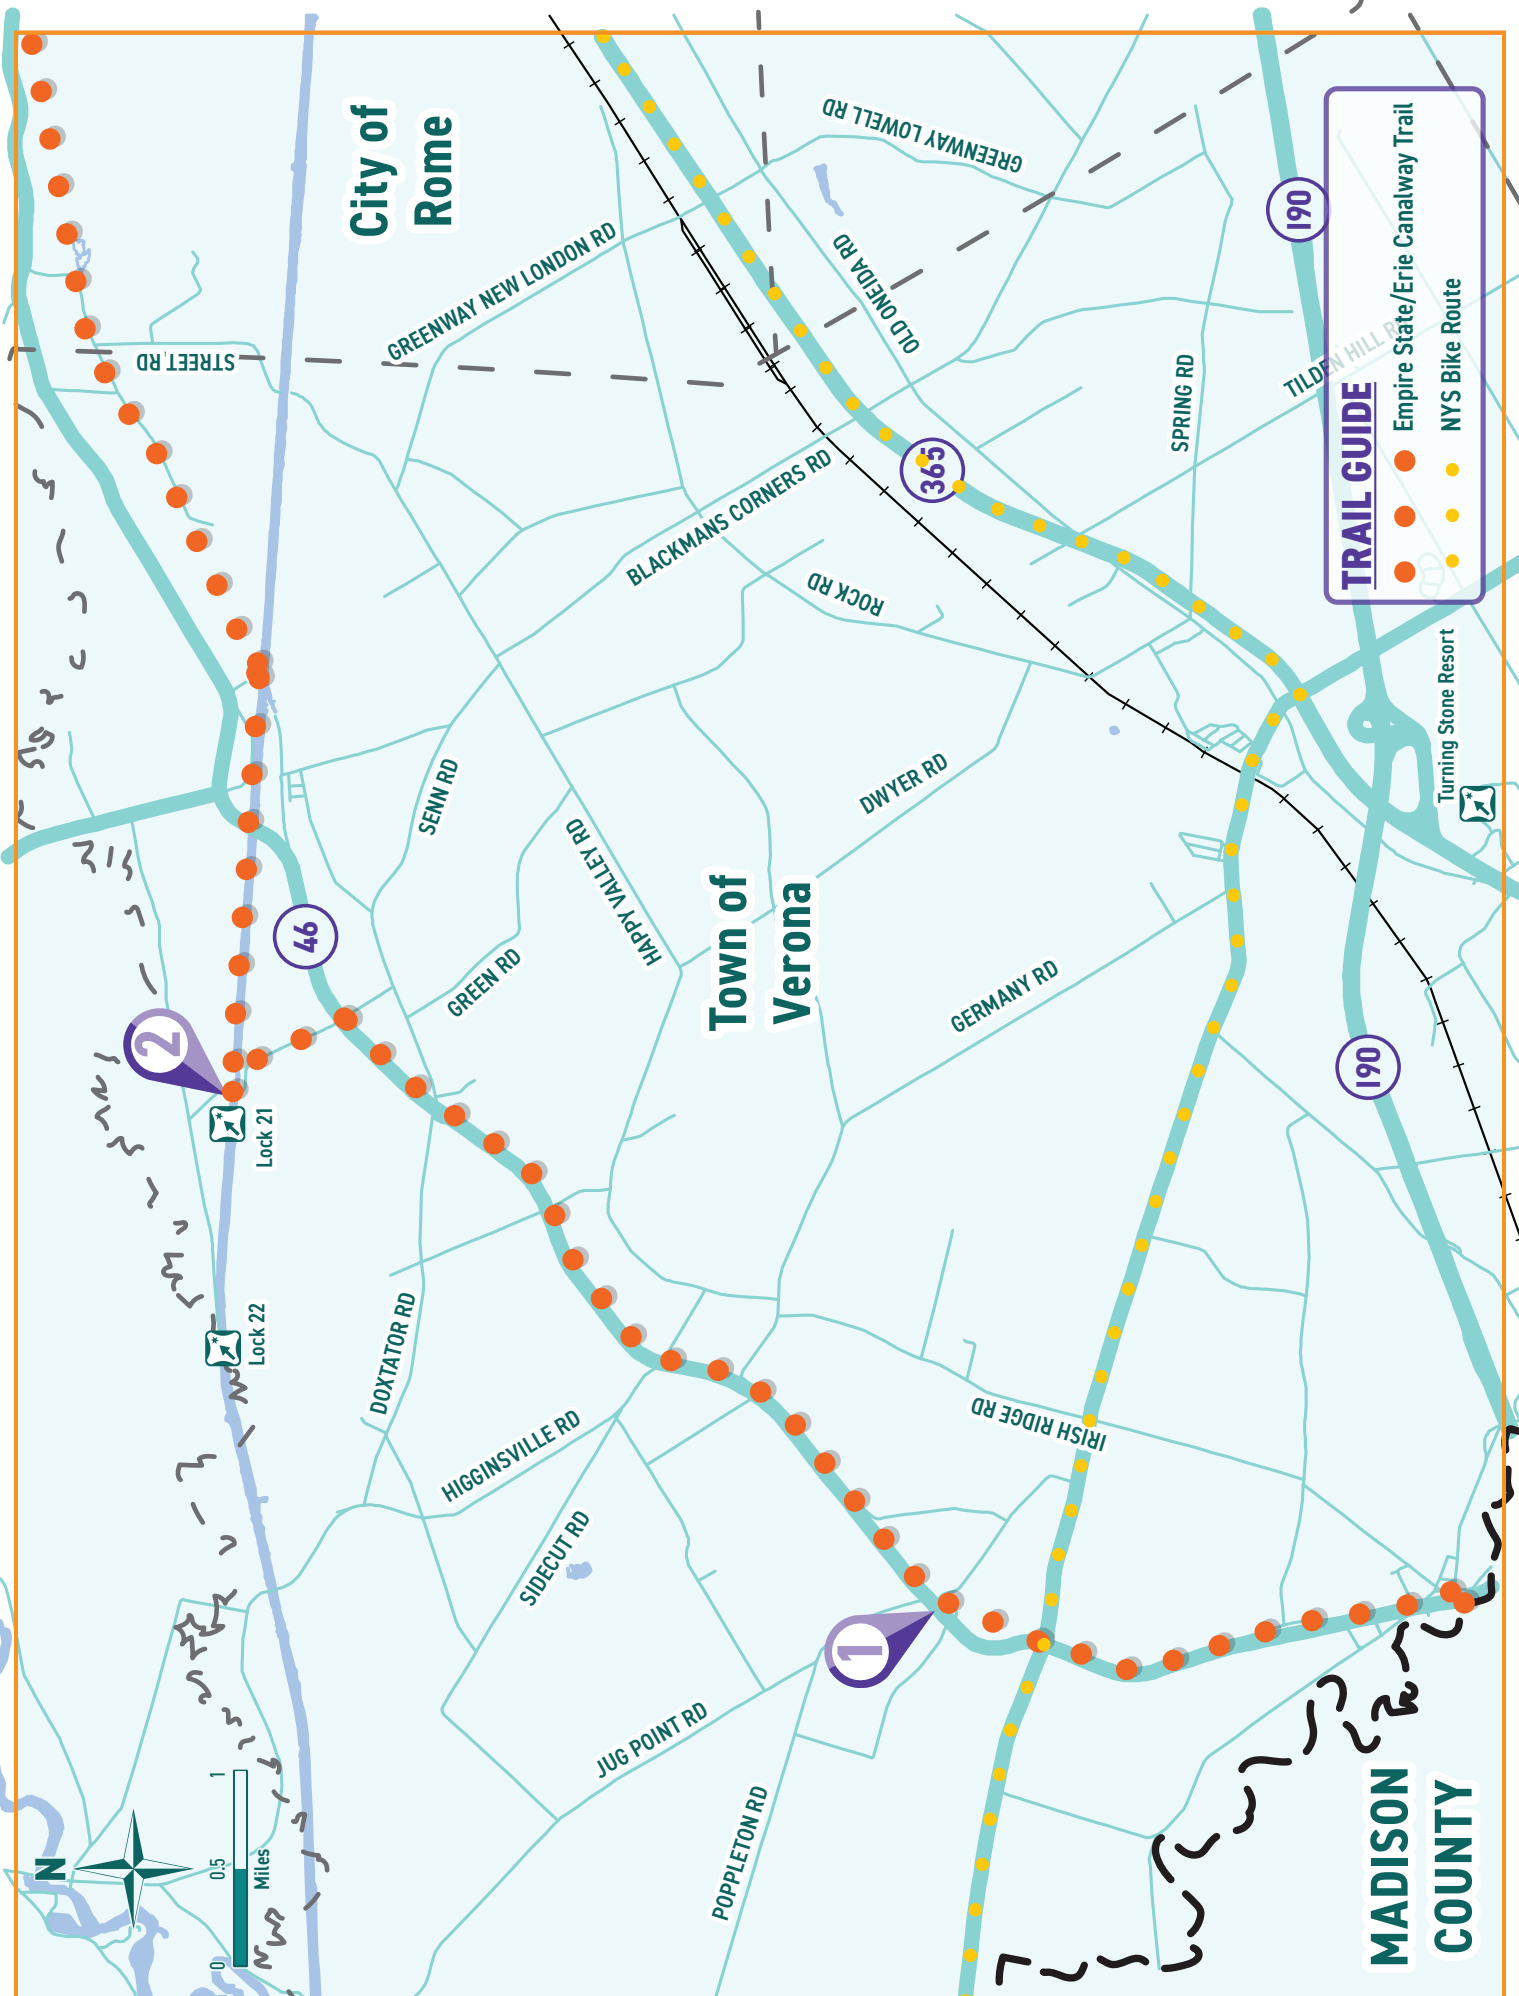 N
0 0.5 1
Miles
City of
Rome
STREET RD
GREENWAY NEW LONDON RD
GREENWAY LOWELL RD
OLD ONEIDA RD
BLACKMANS CORNERS RD
ROCK RD
SPRING RD
TILDEN HILL RD
365
I90
TRAIL GUIDE
Empire State/Erie Canalway Trail
NYS Bike Route
Turning Stone Resort
SENN RD
HAPPY VALLEY RD
GREEN RD
DWYER RD
GERMANY RD
46
Town of
Verona
2
Lock 21
Lock 22
DOXTATOR RD
HIGGINSVILLE RD
SIDECUT RD
IRISH RIDGE RD
I90
1
JUG POINT RD
POPPLETON RD
MADISON
COUNTY